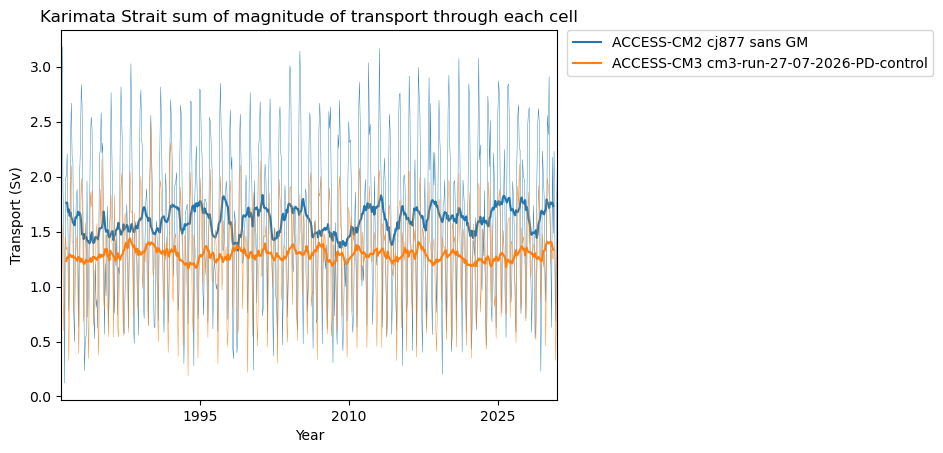 Karimata Strait sum of magnitude of transport through each cell
ACCESS-CM2 cj877 sans GM
ACCESS-CM3 cm3-run-27-07-2026-PD-control
Transport (Sv)
3.0
2.5
2.0
1.5
1.0
0.5
0.0
1995
2010
2025
Year